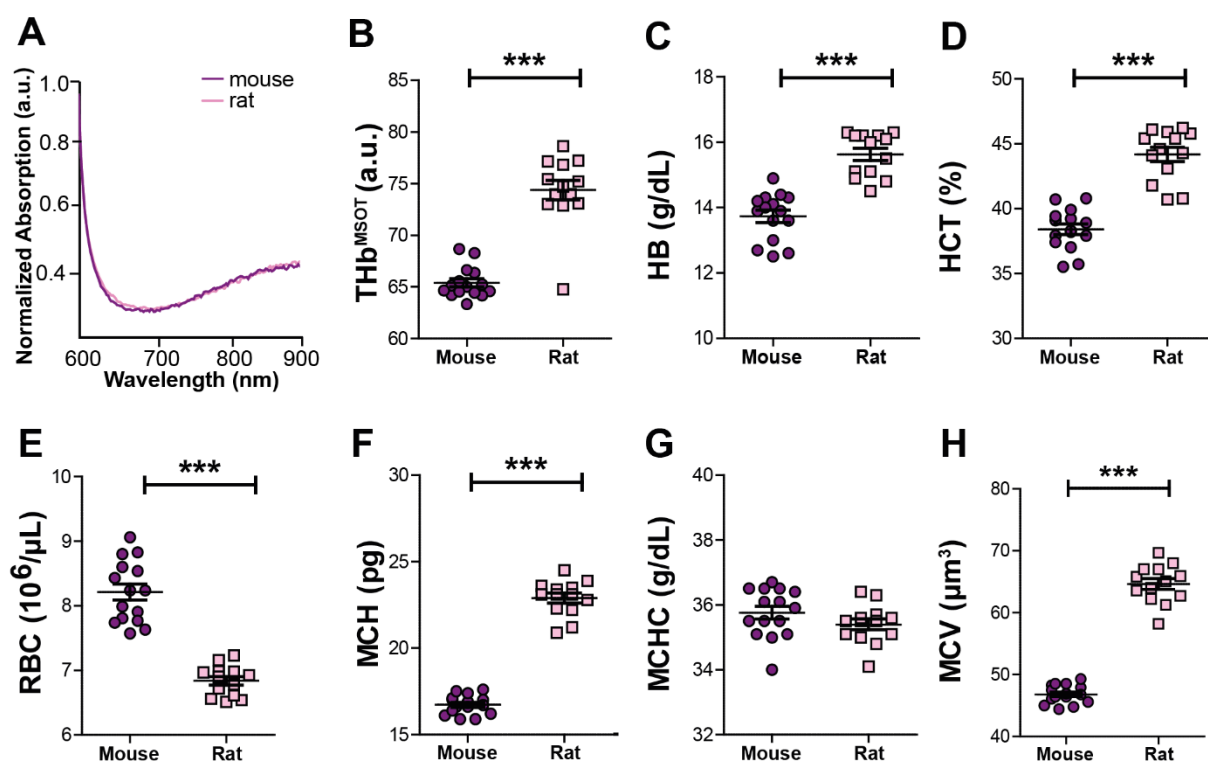 A
Normalized Absorption (a.u.)
1.0
0.8
0.6
0.4
mouse
rat
600 700 800 900
Wavelength (nm)
B
***
THb^MSOT (a.u.)
85
80
75
70
65
60
Mouse Rat
C
***
HB (g/dL)
18
16
14
12
10
Mouse Rat
D
***
HCT (%)
50
45
40
35
30
Mouse Rat
E
***
RBC (10⁶/µL)
10
9
8
7
6
Mouse Rat
F
***
MCH (pg)
30
25
20
15
Mouse Rat
G
MCHC (g/dL)
40
38
36
34
32
Mouse Rat
H
***
MCV (µm³)
80
70
60
50
40
Mouse Rat